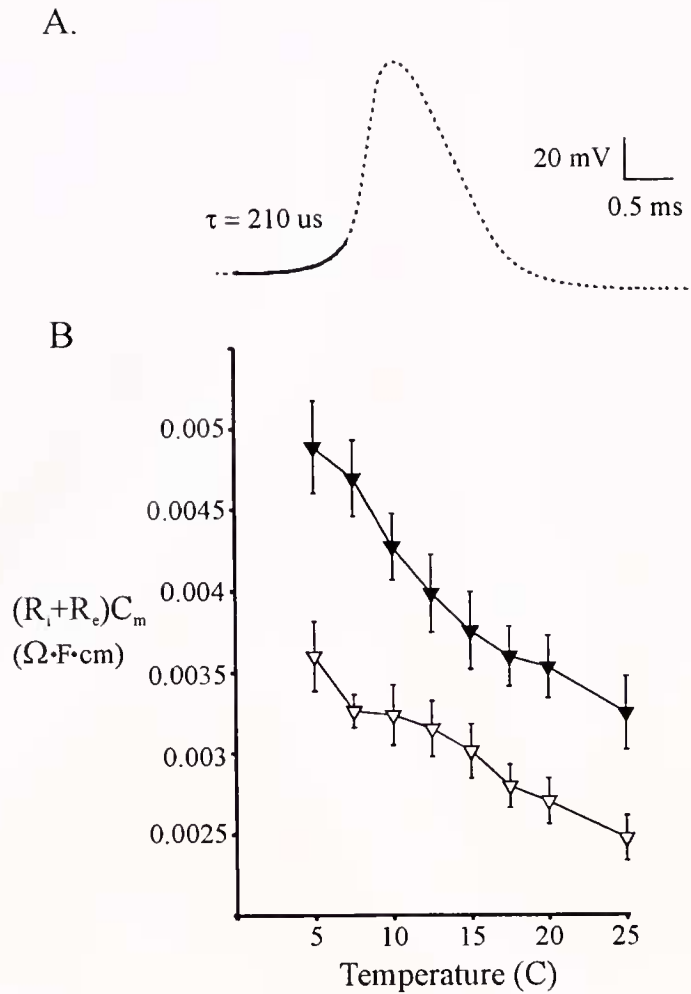 A.
20 mV
0.5 ms
τ = 210 us
B
0.005
0.0045
0.004
0.0035
0.003
0.0025
(Rᵢ+Rₑ)Cₘ
(Ω·F·cm)
5 10 15 20 25
Temperature (C)